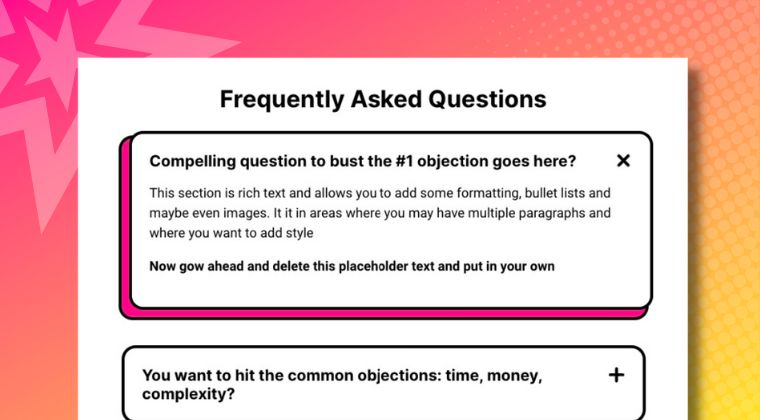 Frequently Asked Questions
Compelling question to bust the #1 objection goes here?
This section is rich text and allows you to add some formatting, bullet lists and
maybe even images. It it in areas where you may have multiple paragraphs and
where you want to add style
Now gow ahead and delete this placeholder text and put in your own
You want to hit the common objections: time, money,
complexity?